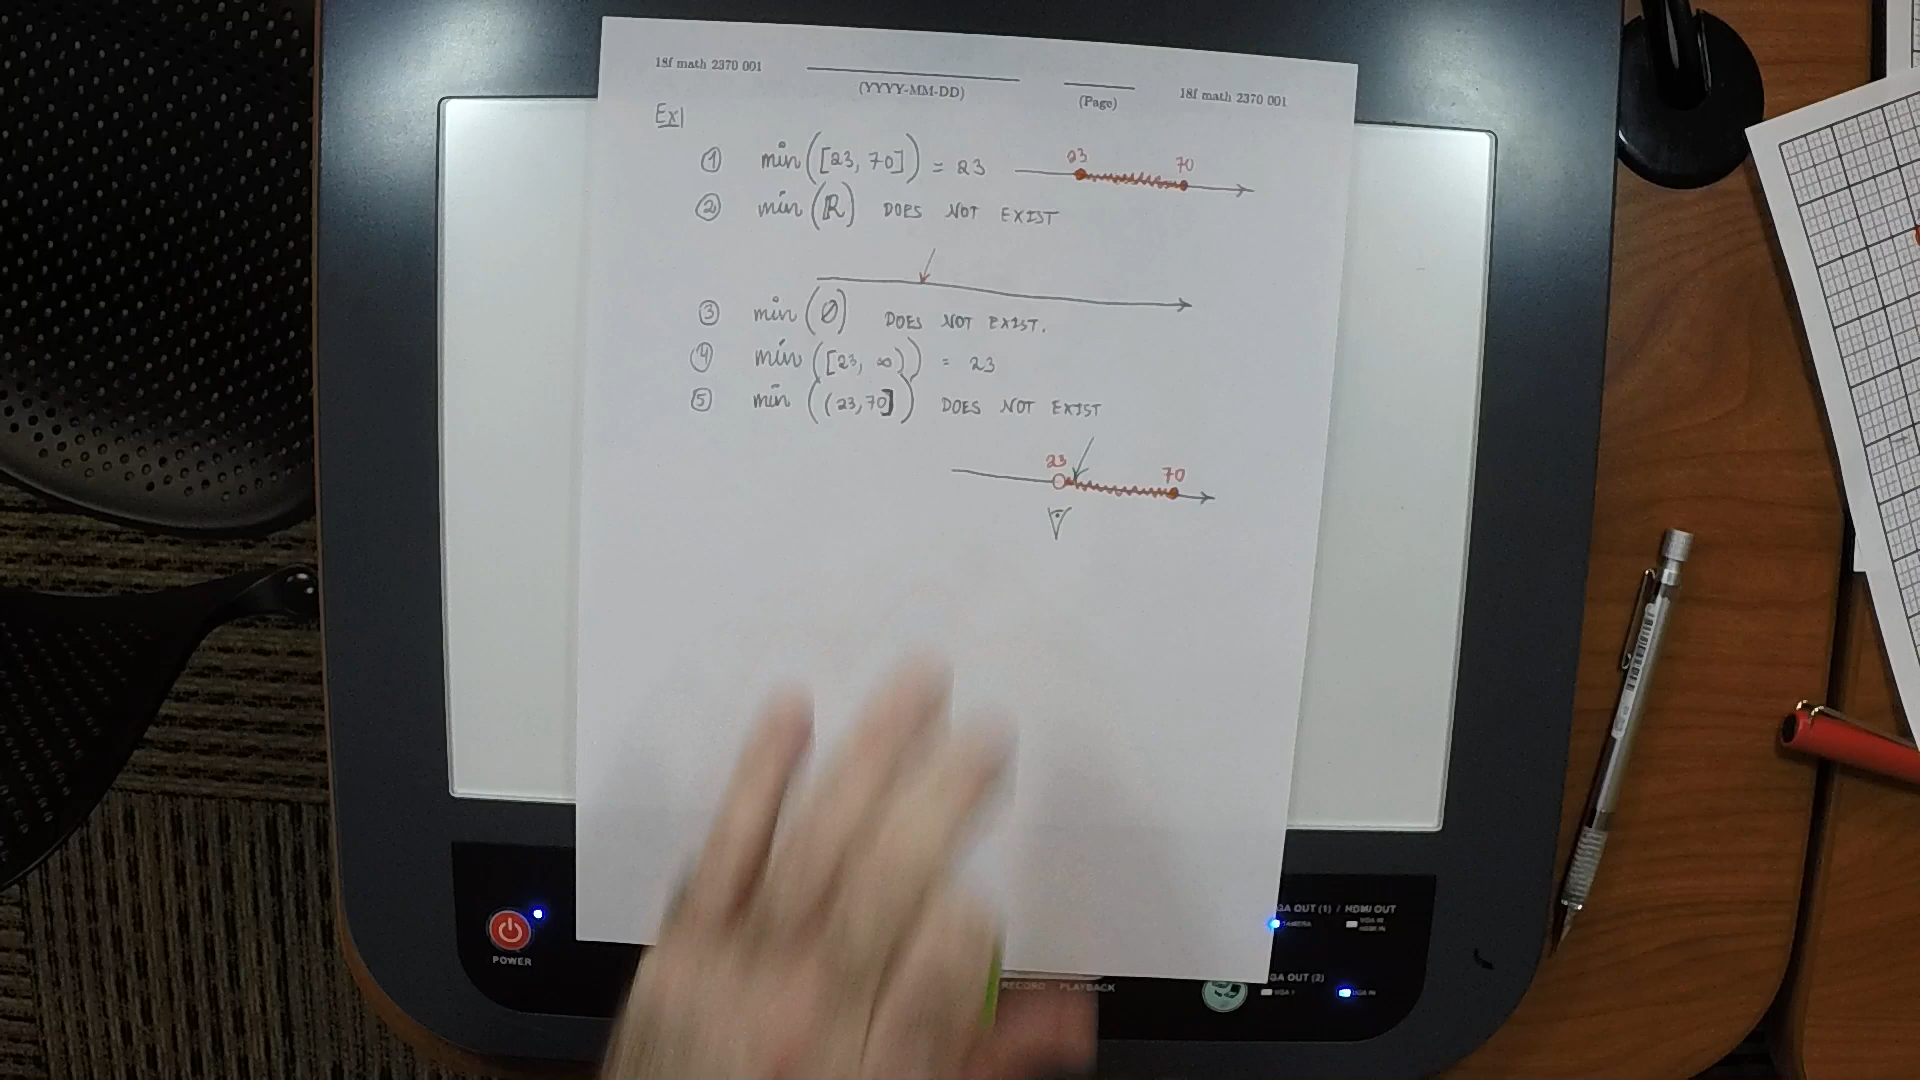 18f math 2370 001 (YYYY-MM-DD) (Page) 18f math 2370 001
Ex|
① min([23, 70]) = 23
23 70
② min(ℝ) DOES NOT EXIST
③ min(∅) DOES NOT EXIST.
④ min([23, ∞)) = 23
⑤ min((23,70]) DOES NOT EXIST
23 70
POWER
GA OUT (1) / HDMI OUT
GA OUT (2)
RECORD PLAYBACK